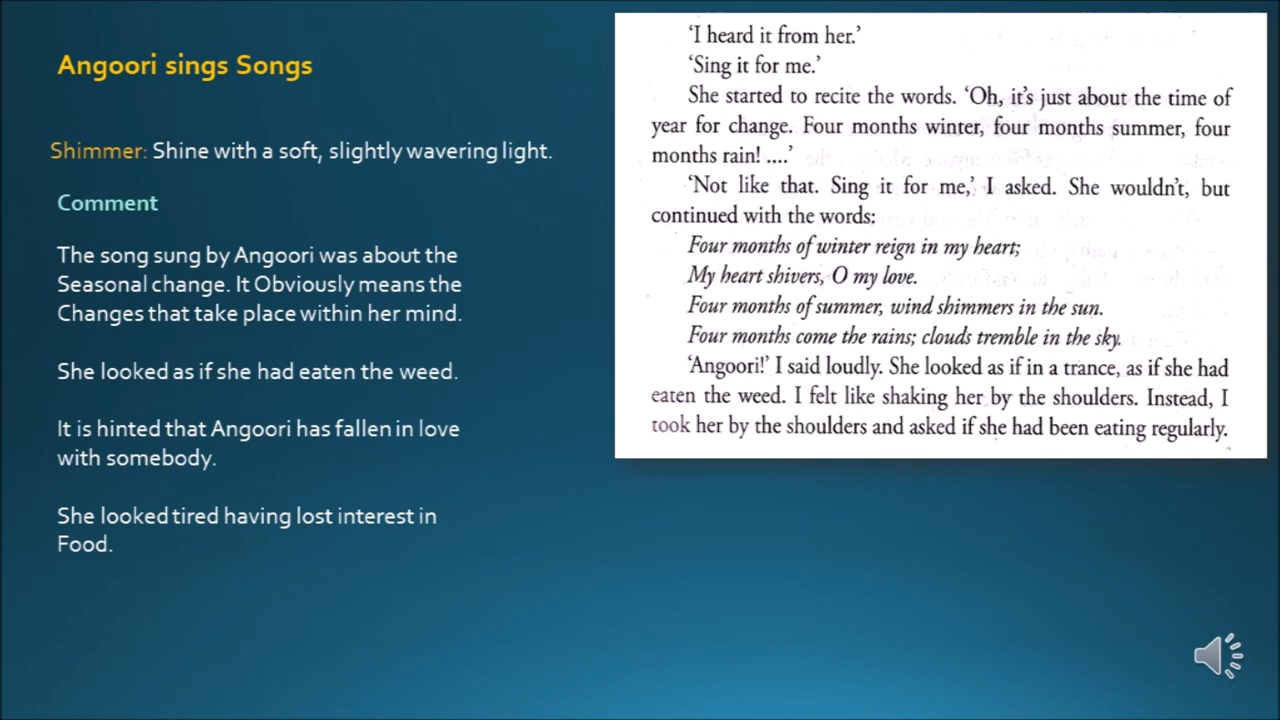 Angoori sings Songs
Shimmer: Shine with a soft, slightly wavering light.
Comment
The song sung by Angoori was about the
Seasonal change. It Obviously means the
Changes that take place within her mind.
She looked as if she had eaten the weed.
It is hinted that Angoori has fallen in love
with somebody.
She looked tired having lost interest in
Food.
‘I heard it from her.’
‘Sing it for me.’
She started to recite the words. ‘Oh, it’s just about the time of
year for change. Four months winter, four months summer, four
months rain! ....’
‘Not like that. Sing it for me,’ I asked. She wouldn’t, but
continued with the words:
Four months of winter reign in my heart;
My heart shivers, O my love.
Four months of summer, wind shimmers in the sun.
Four months come the rains; clouds tremble in the sky.
‘Angoori!’ I said loudly. She looked as if in a trance, as if she had
eaten the weed. I felt like shaking her by the shoulders. Instead, I
took her by the shoulders and asked if she had been eating regularly.